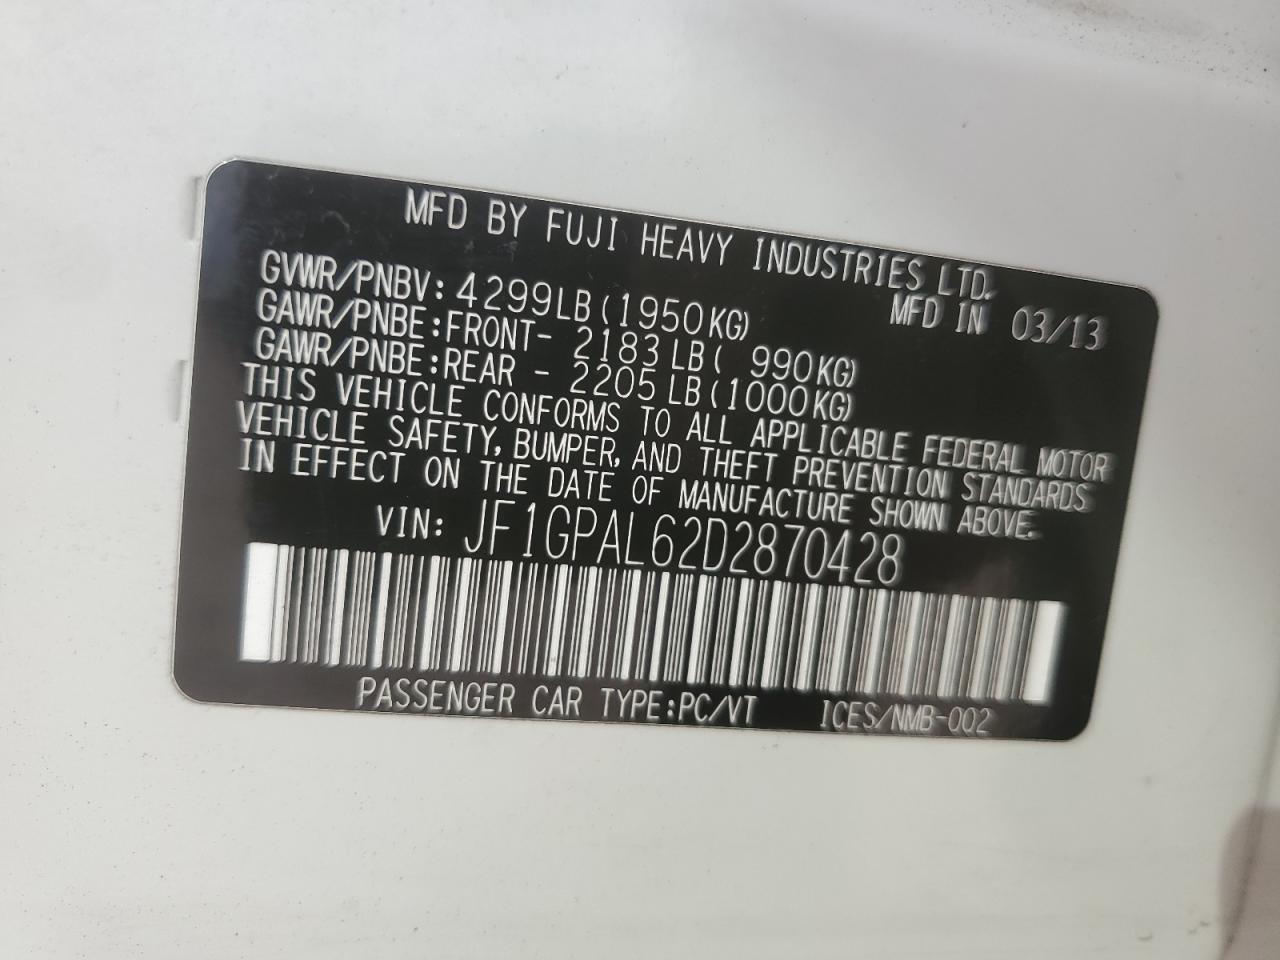 MFD BY FUJI HEAVY INDUSTRIES LTD.
GVWR/PNBV: 4299LB(1950KG) MFD IN 03/13
GAWR/PNBE:FRONT- 2183LB( 990KG)
GAWR/PNBE:REAR - 2205LB(1000KG)
THIS VEHICLE CONFORMS TO ALL APPLICABLE FEDERAL MOTOR
VEHICLE SAFETY, BUMPER, AND THEFT PREVENTION STANDARDS
IN EFFECT ON THE DATE OF MANUFACTURE SHOWN ABOVE.
VIN: JF1GPAL62D2870428
PASSENGER CAR TYPE:PC/VT ICES/NMB-002